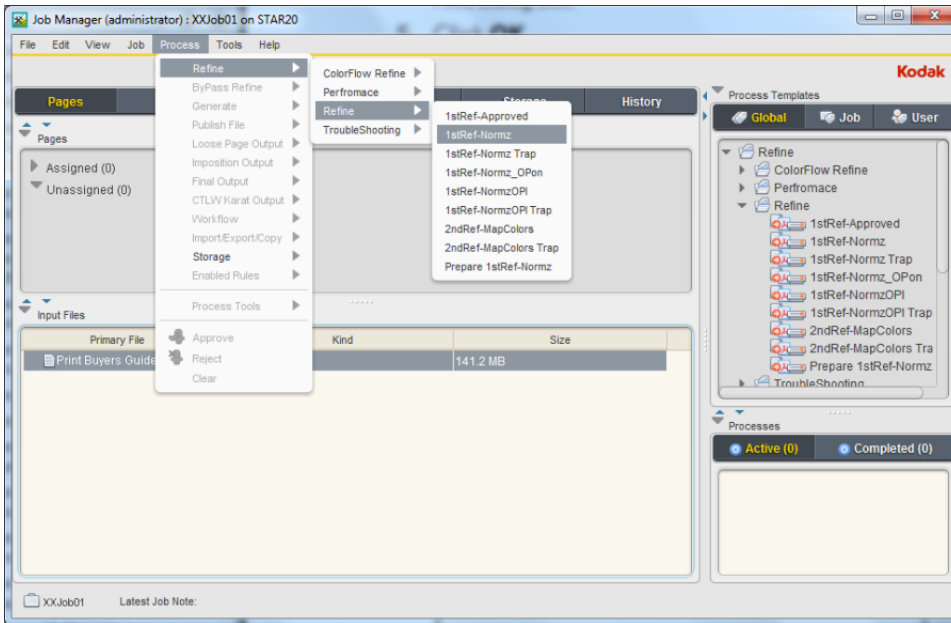 Job Manager (administrator) : XXJob01 on STAR20
File Edit View Job Process Tools Help
Kodak
Pages
History
Pages
Assigned (0)
Unassigned (0)
Refine
ByPass Refine
Generate
Publish File
Loose Page Output
Imposition Output
Final Output
CTLW Karat Output
Workflow
Import/Export/Copy
Storage
Enabled Rules
Process Tools
Approve
Reject
Clear
ColorFlow Refine
Perfromace
Refine
TroubleShooting
1stRef-Approved
1stRef-Normz
1stRef-Normz Trap
1stRef-Normz_OPon
1stRef-NormzOPI
1stRef-NormzOPI Trap
2ndRef-MapColors
2ndRef-MapColors Trap
Prepare 1stRef-Normz
Input Files
Primary File Kind Size
Print Buyers Guide 141.2 MB
Process Templates
Global Job User
Refine
ColorFlow Refine
Perfromace
Refine
1stRef-Approved
1stRef-Normz
1stRef-Normz Trap
1stRef-Normz_OPon
1stRef-NormzOPI
1stRef-NormzOPI Trap
2ndRef-MapColors
2ndRef-MapColors Tra
Prepare 1stRef-Normz
TroubleShooting
Processes
Active (0) Completed (0)
XXJob01 Latest Job Note: